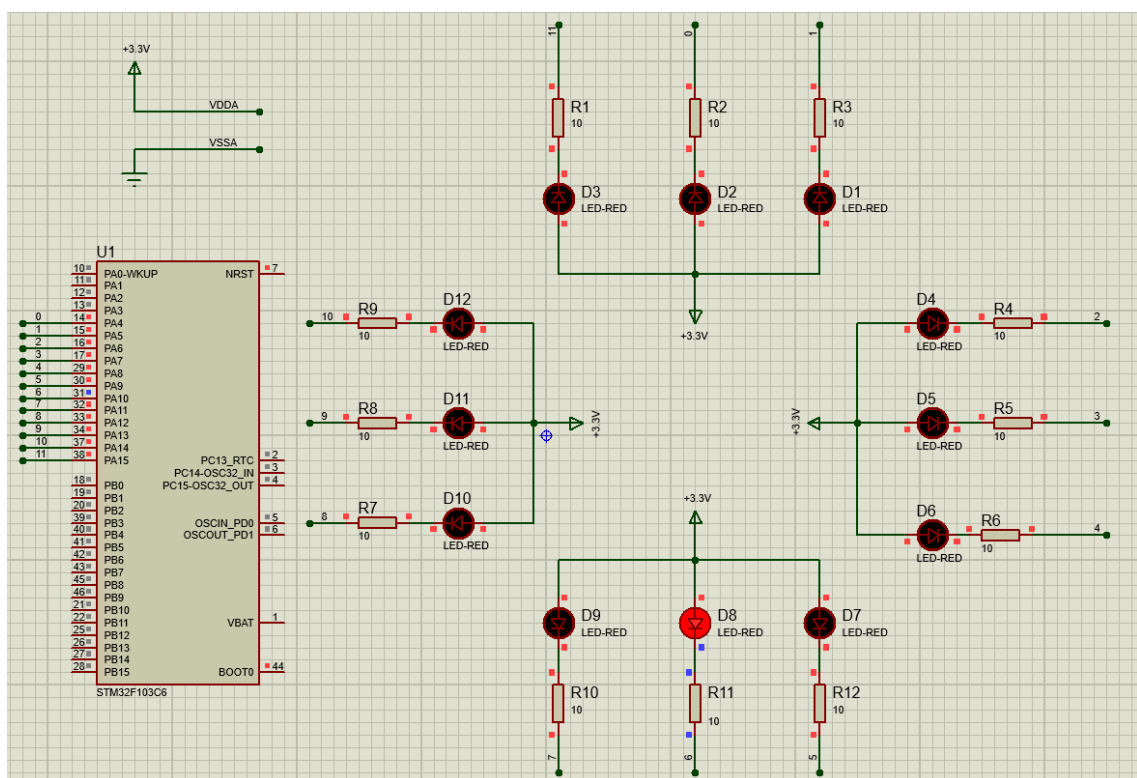 +3.3V
VDDA
VSSA
11
0
1
R1
10
R2
10
R3
10
D3
LED-RED
D2
LED-RED
D1
LED-RED
+3.3V
U1
10 PA0-WKUP
11 PA1
12 PA2
13 PA3
0 14 PA4
1 15 PA5
2 16 PA6
3 17 PA7
4 29 PA8
5 30 PA9
6 31 PA10
7 32 PA11
8 33 PA12
9 34 PA13
10 37 PA14
11 38 PA15
18 PB0
19 PB1
20 PB2
39 PB3
40 PB4
41 PB5
42 PB6
43 PB7
45 PB8
46 PB9
21 PB10
22 PB11
25 PB12
26 PB13
27 PB14
28 PB15
NRST 7
PC13_RTC 2
PC14-OSC32_IN 3
PC15-OSC32_OUT 4
OSCIN_PD0 5
OSCOUT_PD1 6
VBAT 1
BOOT0 44
STM32F103C6
10
R9
10
D12
LED-RED
9
R8
10
D11
LED-RED
+3.3V
8
R7
10
D10
LED-RED
D4
LED-RED
R4
10
2
+3.3V
D5
LED-RED
R5
10
3
D6
LED-RED
R6
10
4
+3.3V
D9
LED-RED
D8
LED-RED
D7
LED-RED
R10
10
R11
10
R12
10
7
6
5